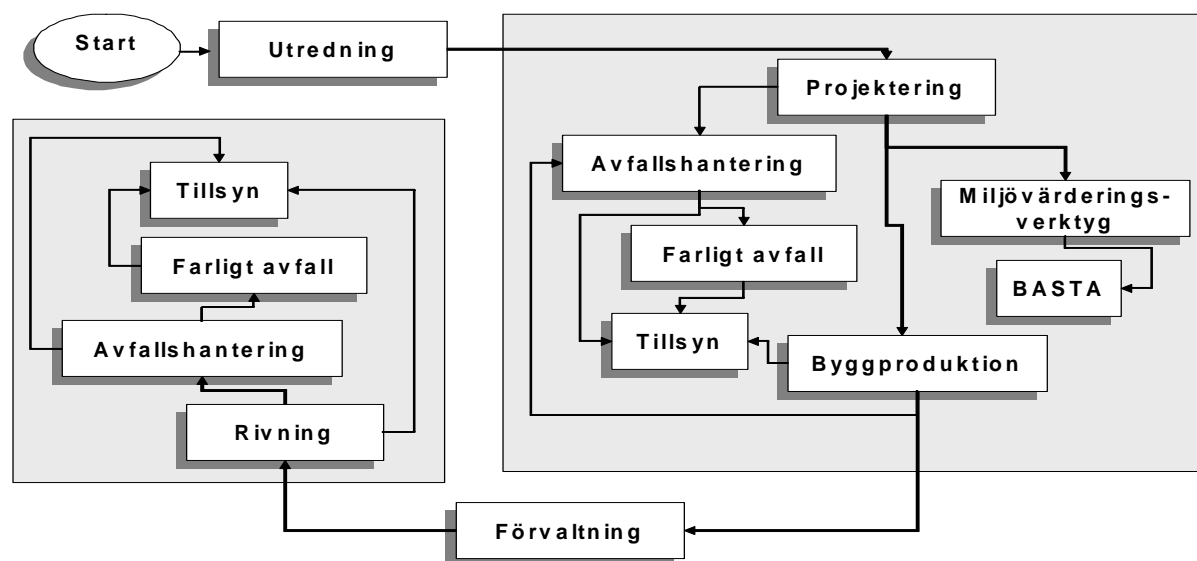 Start
Utredning
Projektering
Avfallshantering
Miljövärderings-
verktyg
Farligt avfall
BASTA
Tillsyn
Byggproduktion
Tillsyn
Farligt avfall
Avfallshantering
Rivning
Förvaltning